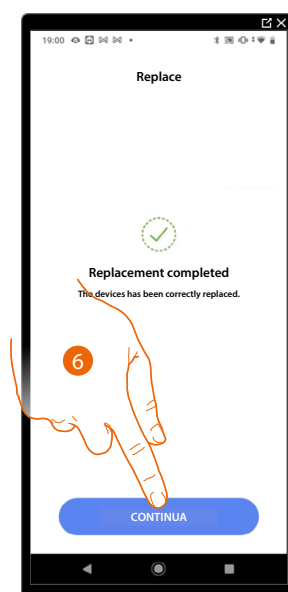 19:00
Replace
Replacement completed
The devices has been correctly replaced.
6
CONTINUA